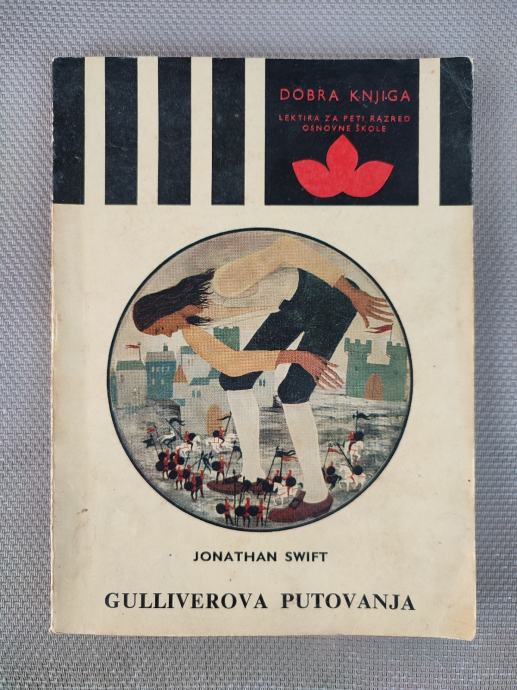 DOBRA KNJIGA
LEKTIRA ZA PETI RAZRED
OSNOVNE ŠKOLE
JONATHAN SWIFT
GULLIVEROVA PUTOVANJA